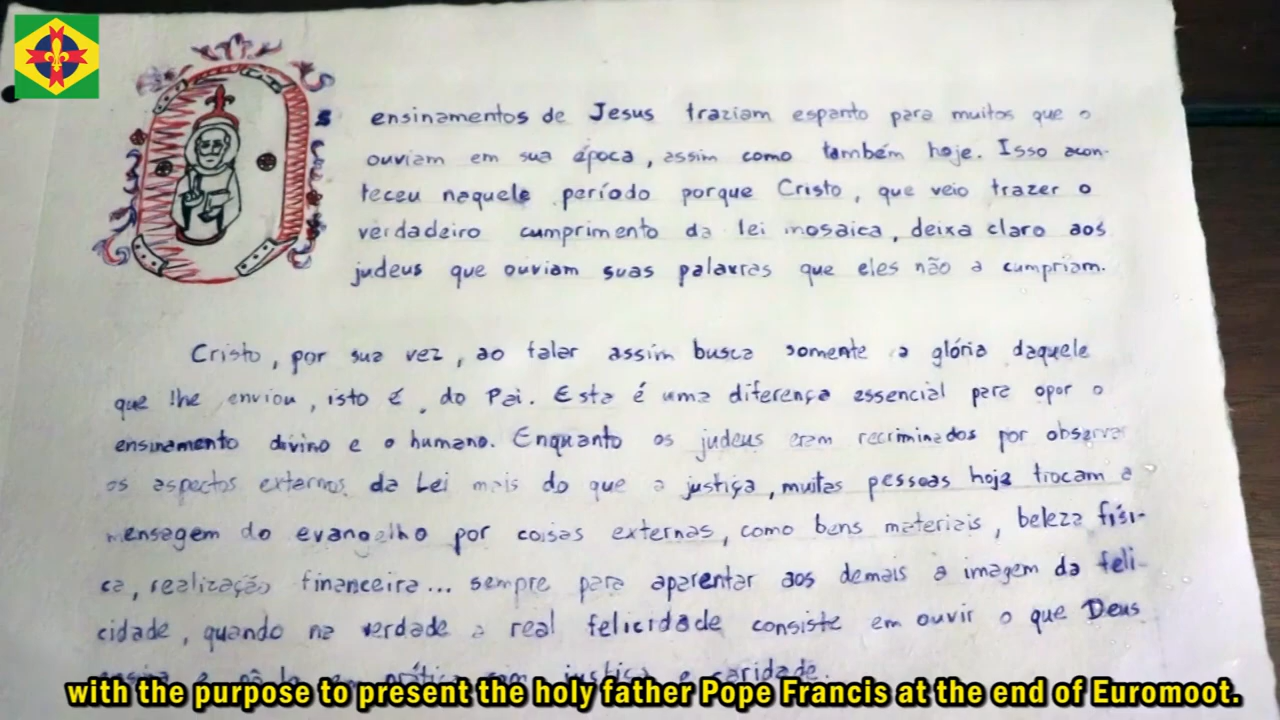 Os ensinamentos de Jesus traziam espanto para muitos que o
ouviam em sua época, assim como também hoje. Isso acon-
teceu naquele período porque Cristo, que veio trazer o
verdadeiro cumprimento da lei mosaica, deixa claro aos
judeus que ouviam suas palavras que eles não a cumpriam.
Cristo, por sua vez, ao falar assim busca somente a glória daquele
que lhe enviou, isto é, do Pai. Esta é uma diferença essencial para opor o
ensinamento divino e o humano. Enquanto os judeus eram recriminados por observar
os aspectos externos da Lei mais do que a justiça, muitas pessoas hoje trocam a
mensagem do evangelho por coisas externas, como bens materiais, beleza físi-
ca, realização financeira... sempre para aparentar aos demais a imagem da feli-
cidade, quando na verdade a real felicidade consiste em ouvir o que Deus
ensina e prática com justiça e caridade.
with the purpose to present the holy father Pope Francis at the end of Euromoot.